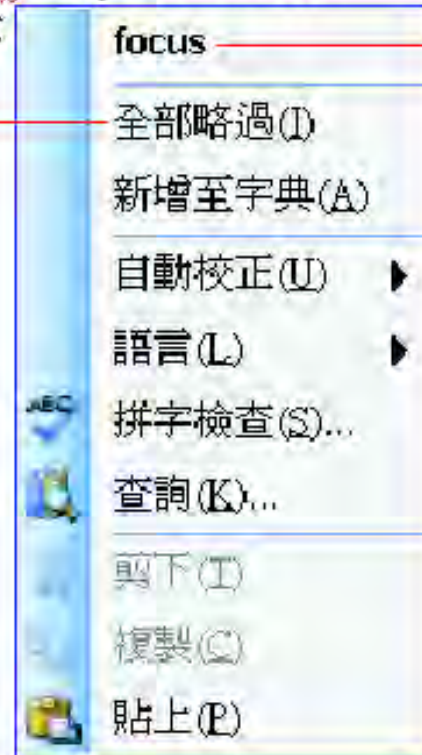 focus
全部略過(I)
新增至字典(A)
自動校正(U)
語言(L)
拼字檢查(S)...
查詢(K)...
剪下(T)
複製(C)
貼上(P)